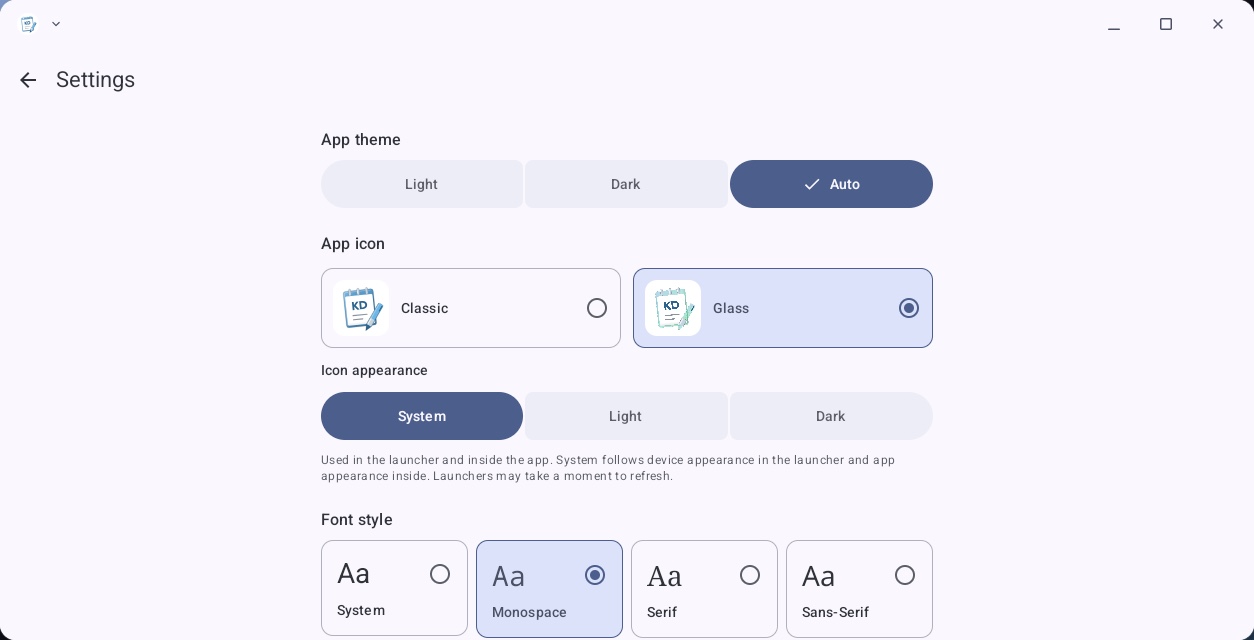 Settings
App theme
Light
Dark
Auto
App icon
KD
Classic
KD
Glass
Icon appearance
System
Light
Dark
Used in the launcher and inside the app. System follows device appearance in the launcher and app
appearance inside. Launchers may take a moment to refresh.
Font style
Aa
System
Aa
Monospace
Aa
Serif
Aa
Sans-Serif